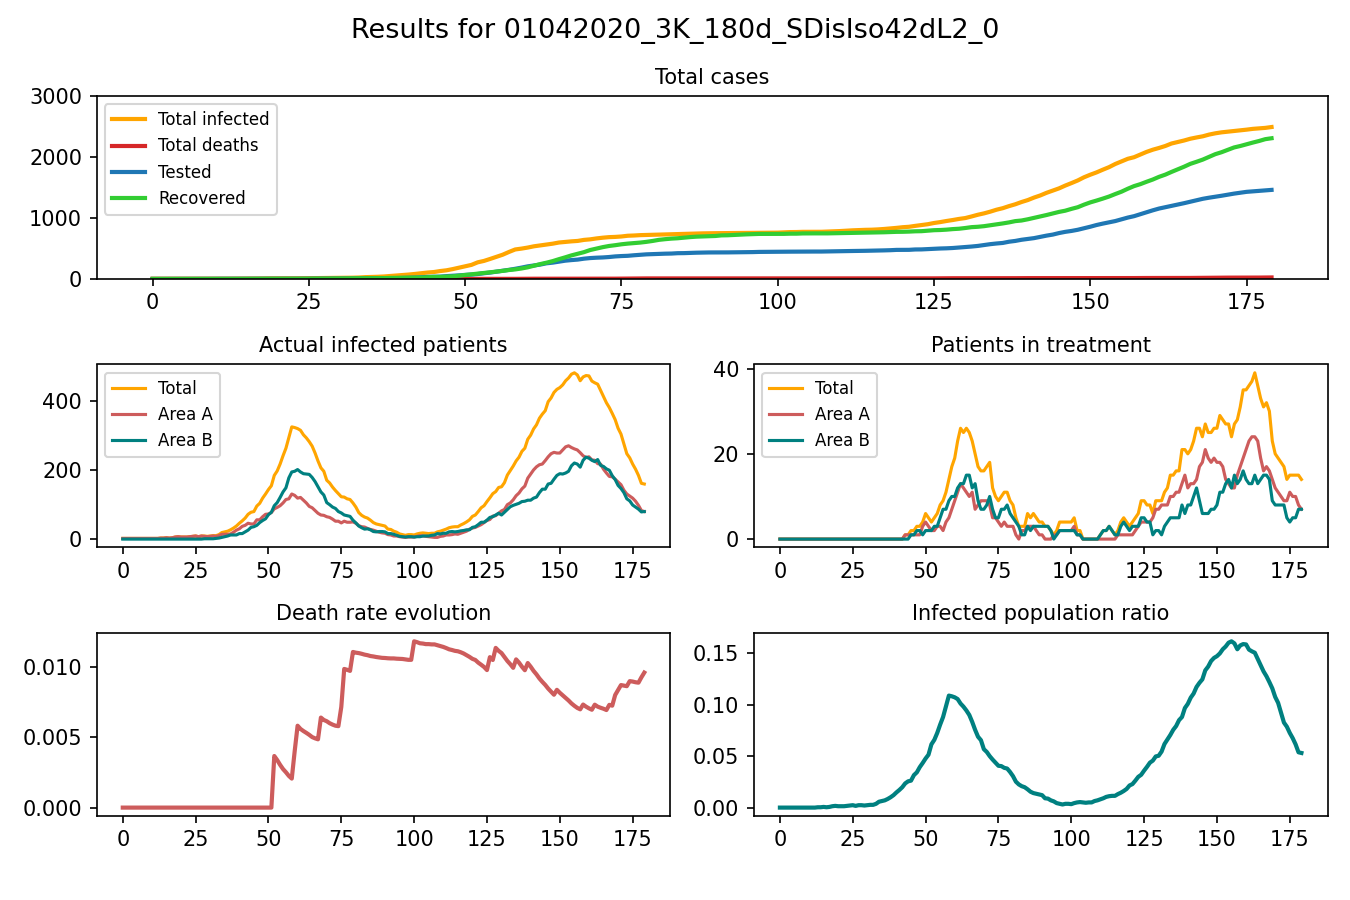 Results for 01042020_3K_180d_SDisIso42dL2_0
Total cases
3000
2000
1000
0
Total infected
Total deaths
Tested
Recovered
0 25 50 75 100 125 150 175
Actual infected patients
400
200
0
Total
Area A
Area B
0 25 50 75 100 125 150 175
Patients in treatment
40
20
0
Total
Area A
Area B
0 25 50 75 100 125 150 175
Death rate evolution
0.010
0.005
0.000
0 25 50 75 100 125 150 175
Infected population ratio
0.15
0.10
0.05
0.00
0 25 50 75 100 125 150 175